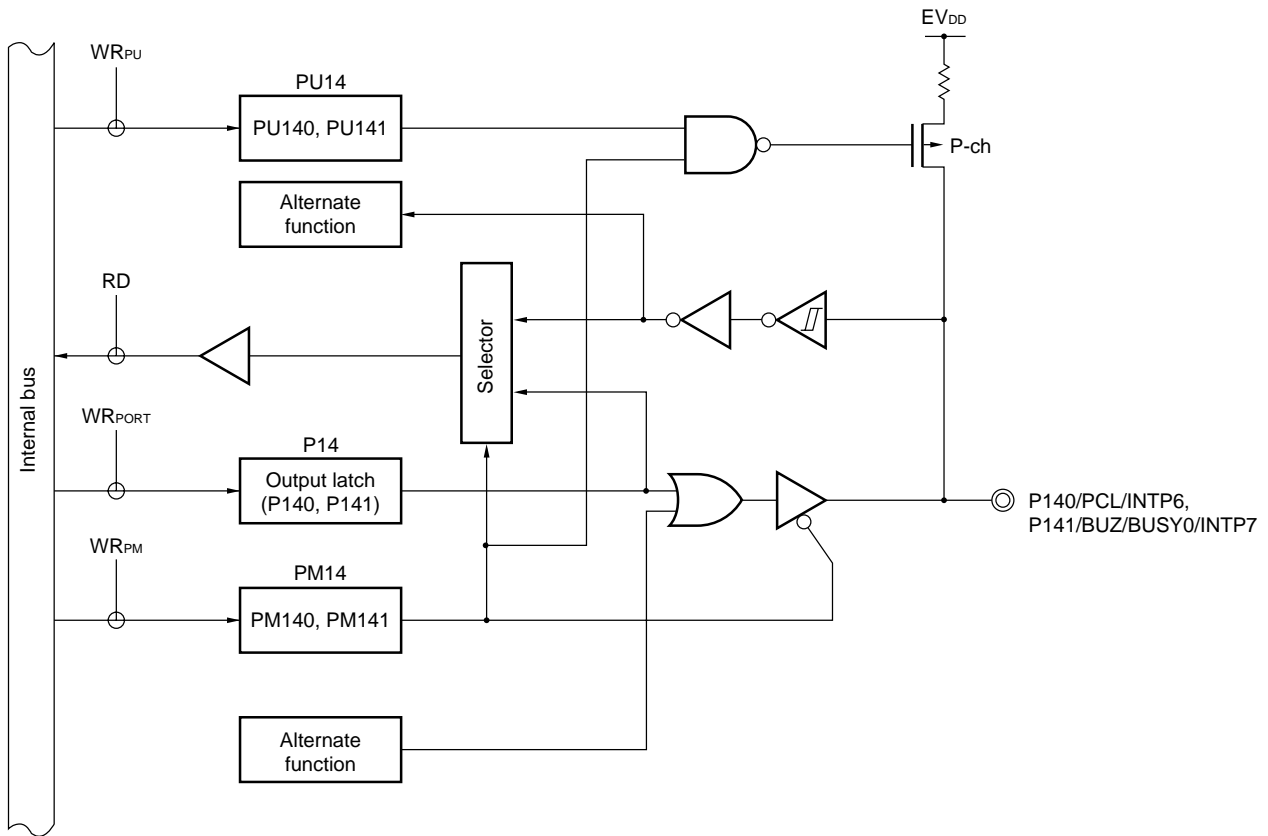 EVDD
WRPU
PU14
PU140, PU141
P-ch
Alternate
function
RD
Selector
Internal bus
WRPORT
P14
Output latch
(P140, P141)
P140/PCL/INTP6,
P141/BUZ/BUSY0/INTP7
WRPM
PM14
PM140, PM141
Alternate
function